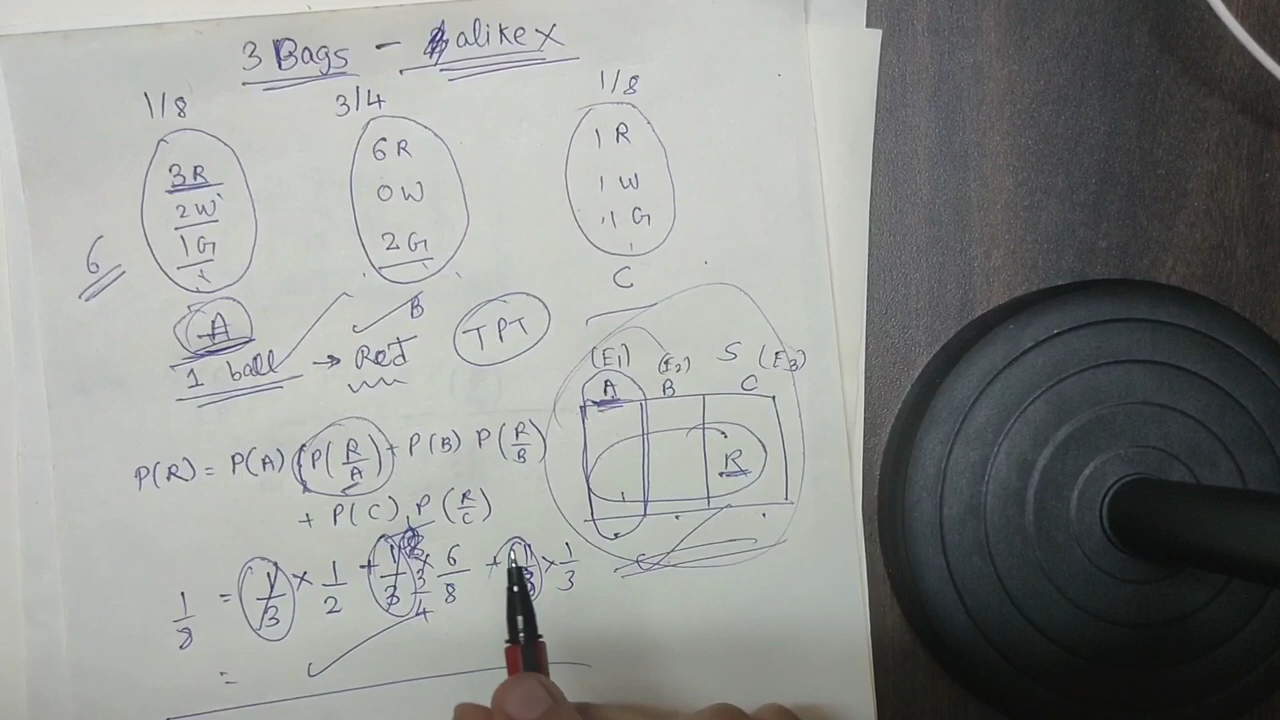 3 Bags - alike X
1/8 3/4 1/8
3R 6R 1R
2W 0W 1W
1G 2G 1G
6
A B C
1 ball → Red
TPT
(E1) (E2) S (E3)
A B C
R
P(R) = P(A) P(R/A) + P(B) P(R/B)
+ P(C) P(R/C)
1/8 = 1/3 × 1/2 + 1/3 3/4 × 6/8 + 1/3 × 1/3
=